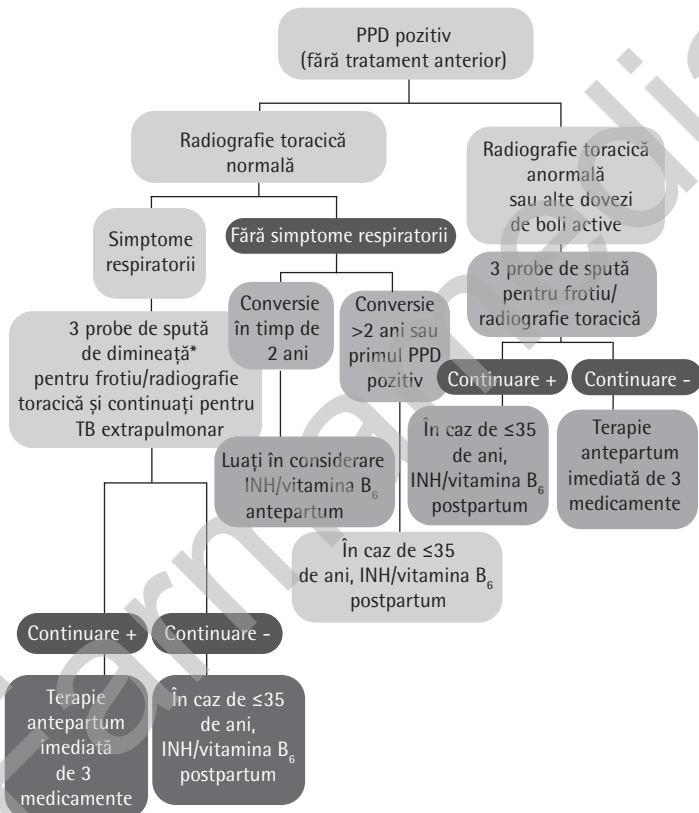 PPD pozitiv
(fără tratament anterior)
Radiografie toracică
normală
Radiografie toracică
anormală
sau alte dovezi
de boli active
Simptome
respiratorii
Fără simptome respiratorii
3 probe de spută
pentru frotiu/
radiografie toracică
Conversie
în timp de
2 ani
Conversie
>2 ani sau
primul PPD
pozitiv
3 probe de spută
de dimineață*
pentru frotiu/radiografie
toracică și continuați pentru
TB extrapulmonar
Continuare +
Continuare -
Luați în considerare
INH/vitamina B6
antepartum
În caz de ≤35
de ani,
INH/vitamina B6
postpartum
Terapie
antepartum
imediată de 3
medicamente
În caz de ≤35
de ani, INH/vitamina B6
postpartum
Continuare +
Continuare -
Terapie
antepartum
imediată
de 3
medicamente
În caz de ≤35
de ani,
INH/vitamina B6
postpartum